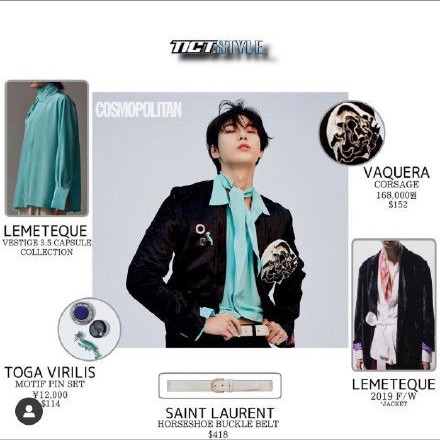 NCTSTYLE
COSMOPOLITAN
LEMETEQUE
VESTIGE 3.5 CAPSULE
COLLECTION
VAQUERA
CORSAGE
168,000원
$152
TOGA VIRILIS
MOTIF PIN SET
¥12,000
$114
SAINT LAURENT
HORSESHOE BUCKLE BELT
$418
LEMETEQUE
2019 F/W
*JACKET